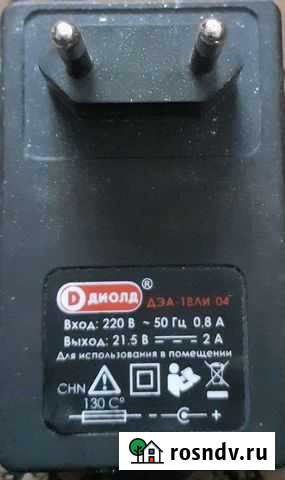 D ДИОЛД ®
ДЭА-1ВЛИ-04
Вход: 220 В ~ 50 Гц 0,8 А
Выход: 21.5 В 2 А
Для использования в помещении
CHN
130 C°
- +
rosndv.ru